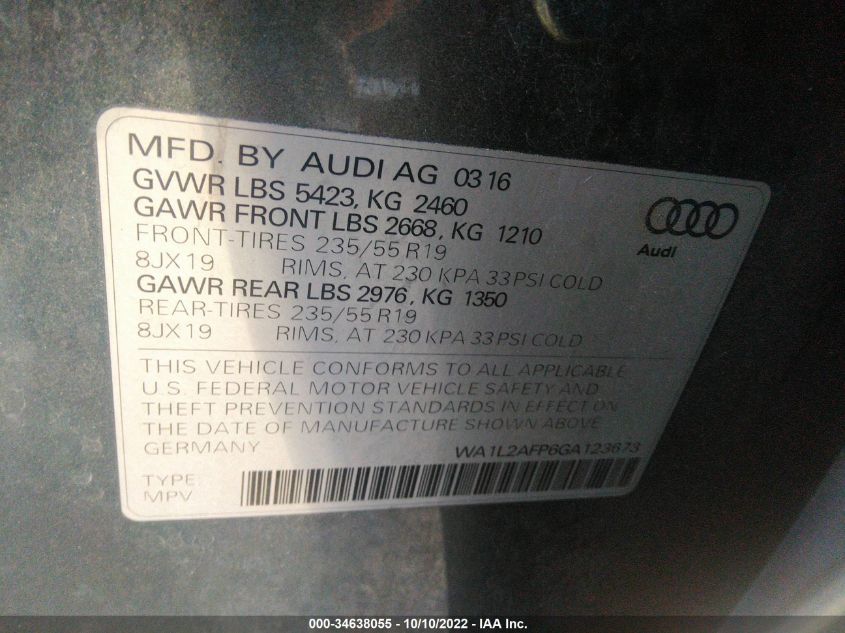 MFD. BY AUDI AG 03 16
GVWR LBS 5423, KG 2460
GAWR FRONT LBS 2668, KG 1210
FRONT-TIRES 235/55 R19
8JX19 RIMS, AT 230 KPA 33 PSI COLD
GAWR REAR LBS 2976, KG 1350
REAR-TIRES 235/55 R19
8JX19 RIMS, AT 230 KPA 33 PSI COLD
Audi
THIS VEHICLE CONFORMS TO ALL APPLICABLE
U.S. FEDERAL MOTOR VEHICLE SAFETY AND
THEFT PREVENTION STANDARDS IN EFFECT ON
THE DATE OF MANUFACTURE SHOWN ABOVE.
GERMANY WA1L2AFP6GA123673
TYPE:
MPV
000-34638055 - 10/10/2022 - IAA Inc.